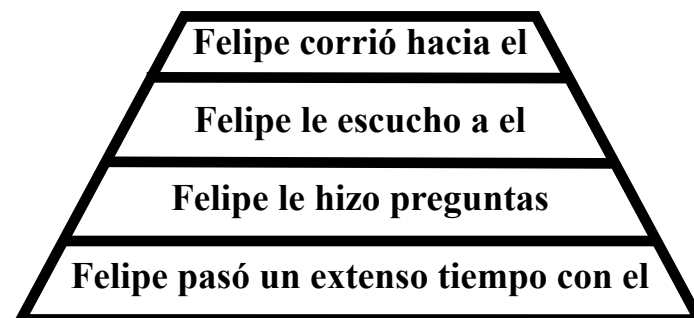 Felipe corrió hacia el
Felipe le escucho a el
Felipe le hizo preguntas
Felipe pasó un extenso tiempo con el